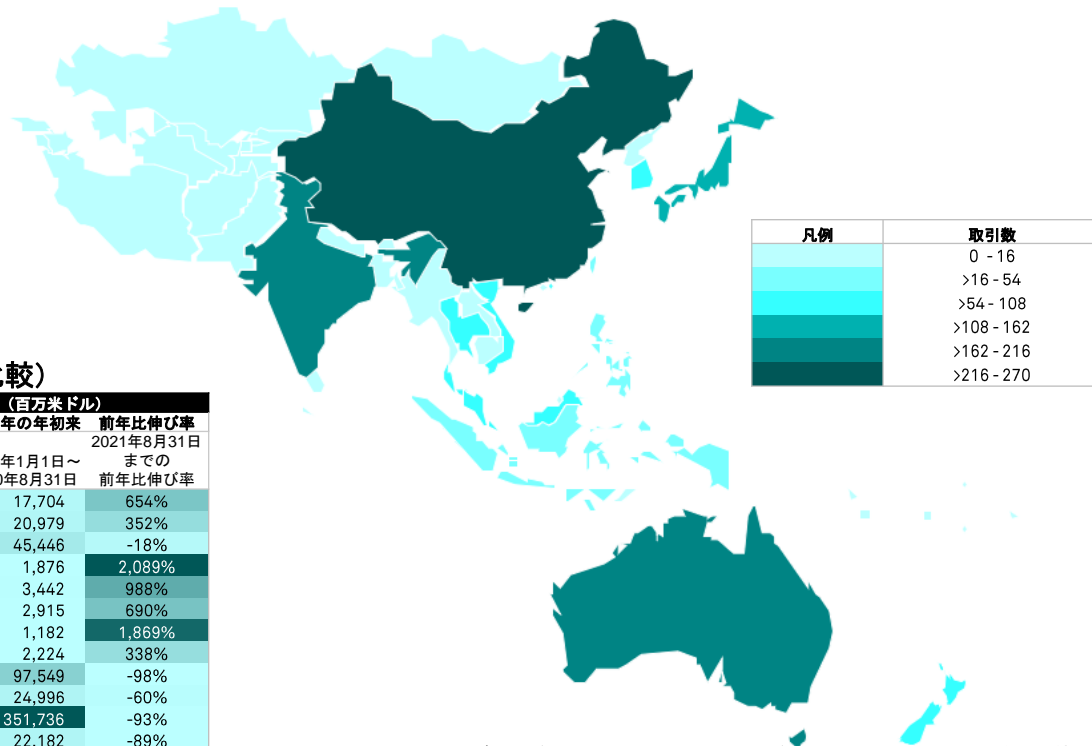 凡例 取引数
0 - 16
>16 - 54
>54 - 108
>108 - 162
>162 - 216
>216 - 270
較）
（百万米ドル）
年の年初来 前年比伸び率
2021年8月31日
年1月1日～ までの
年8月31日 前年比伸び率
17,704 654%
20,979 352%
45,446 -18%
1,876 2,089%
3,442 988%
2,915 690%
1,182 1,869%
2,224 338%
97,549 -98%
24,996 -60%
351,736 -93%
22,182 -89%